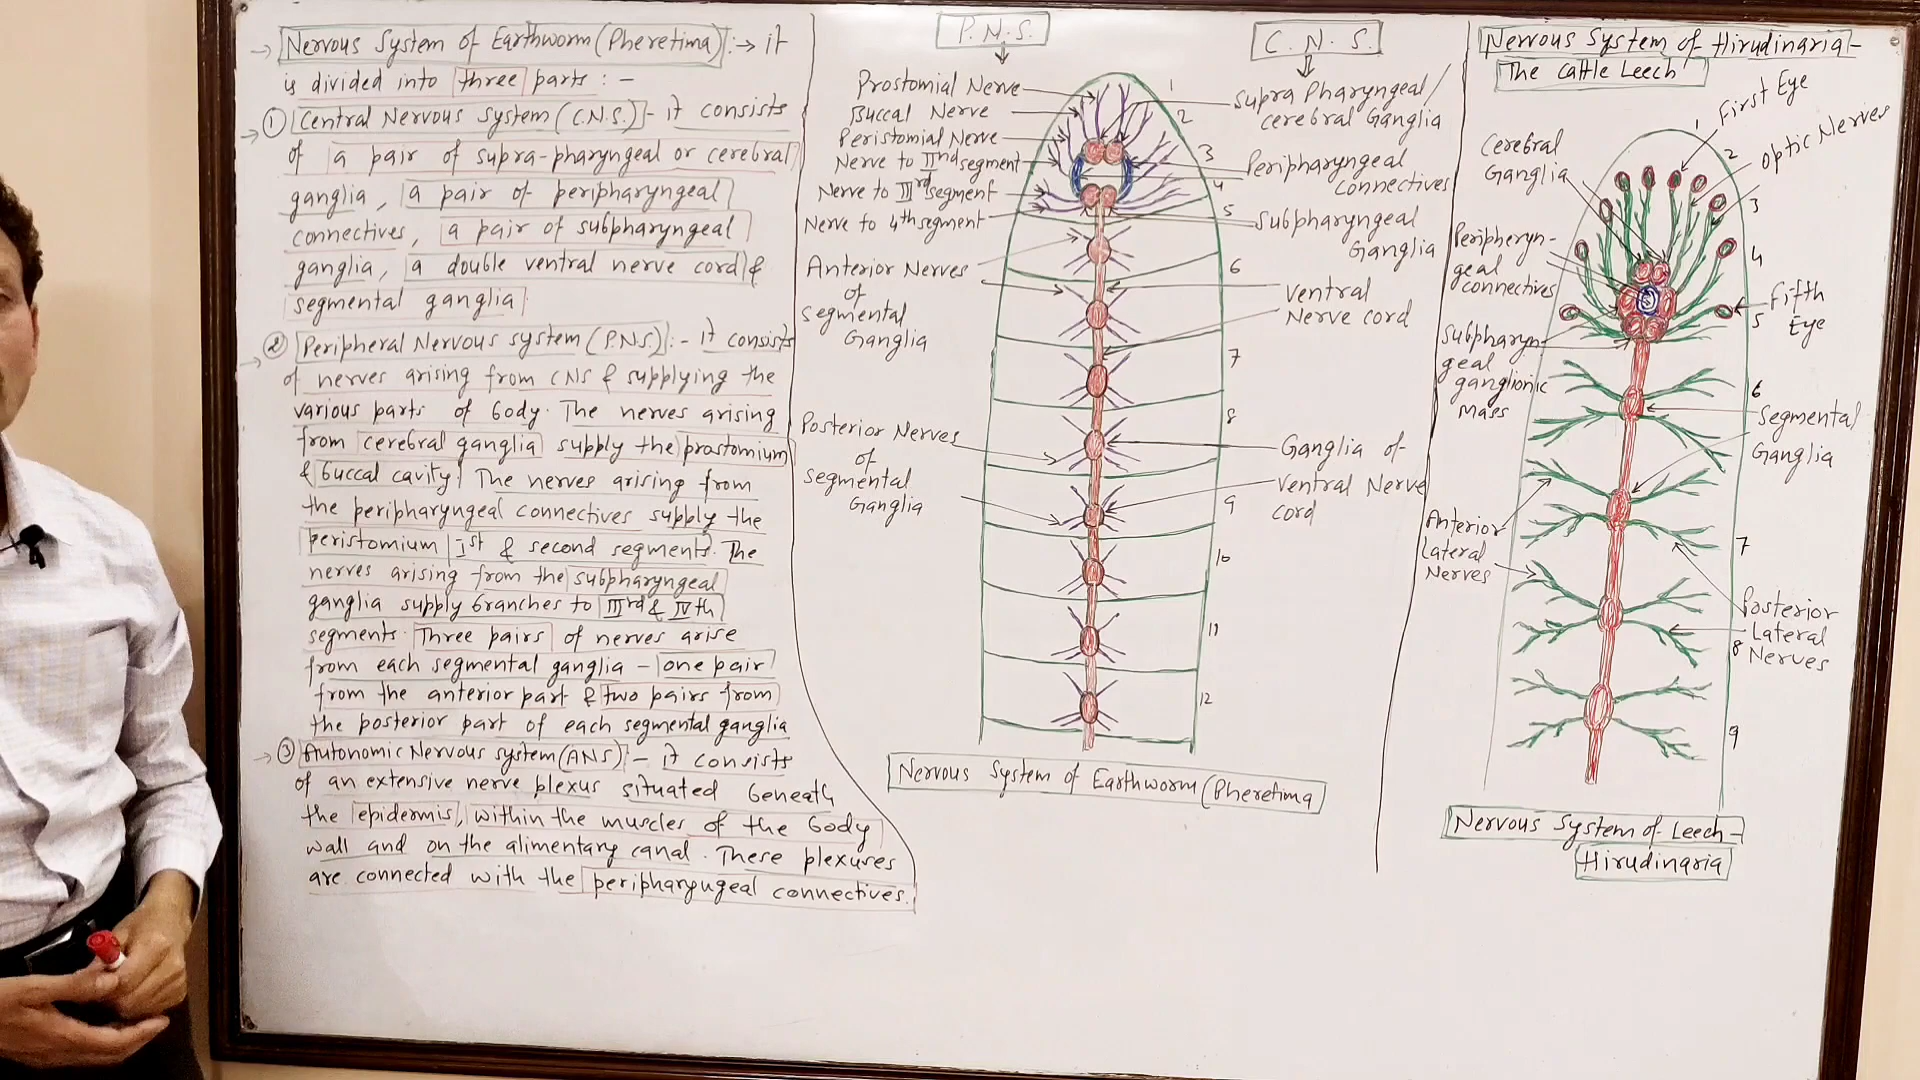 → Nervous System of Earthworm (Pheretima) :→ it
is divided into three parts : -
→ ① Central Nervous System (C.N.S.) - it consists
of a pair of supra-pharyngeal or cerebral
ganglia, a pair of peripharyngeal
connectives, a pair of subpharyngeal
ganglia, a double ventral nerve cord &
segmental ganglia
→ ② Peripheral Nervous system (P.N.S.) :- it consists
of nerves arising from CNS & supplying the
various parts of body. The nerves arising
from cerebral ganglia supply the prostomium
& buccal cavity. The nerves arising from
the peripharyngeal connectives supply the
peristomium Ist & second segments. The
nerves arising from the subpharyngeal
ganglia supply branches to IIIrd & IVth
segments. Three pairs of nerves arise
from each segmental ganglia - one pair
from the anterior part & two pairs from
the posterior part of each segmental ganglia
→ ③ Autonomic Nervous system (ANS) - it consists
of an extensive nerve plexus situated beneath
the epidermis, within the muscles of the body
wall and on the alimentary canal. These plexuses
are connected with the peripharyugeal connectives.
P.N.S.
Prostomial Nerve
Buccal Nerve
Peristomial Nerve
Nerve to IInd segment
Nerve to IIIrd segment
Nerve to 4th segment
Anterior Nerves
of
segmental
Ganglia
Posterior Nerves
of
segmental
Ganglia
1
2
3
4
5
6
7
8
9
10
11
12
C. N. S.
supra Pharyngeal/
cerebral Ganglia
Peripharyngeal
connectives
subpharyngeal
Ganglia
ventral
Nerve cord
Ganglia of
ventral Nerve
cord
Nervous System of Earthworm (Pheretima
Nervous System of Hirudinaria -
The cattle Leech
First Eye
Optic Nerves
Cerebral
Ganglia
Peripheryn-
geal
connectives
subpharyn-
geal
ganglionic
mass
Anterior
Lateral
Nerves
1
2
3
4
5
6
7
8
9
Fifth
Eye
Segmental
Ganglia
Posterior
Lateral
Nerves
Nervous System of Leech -
Hirudinaria